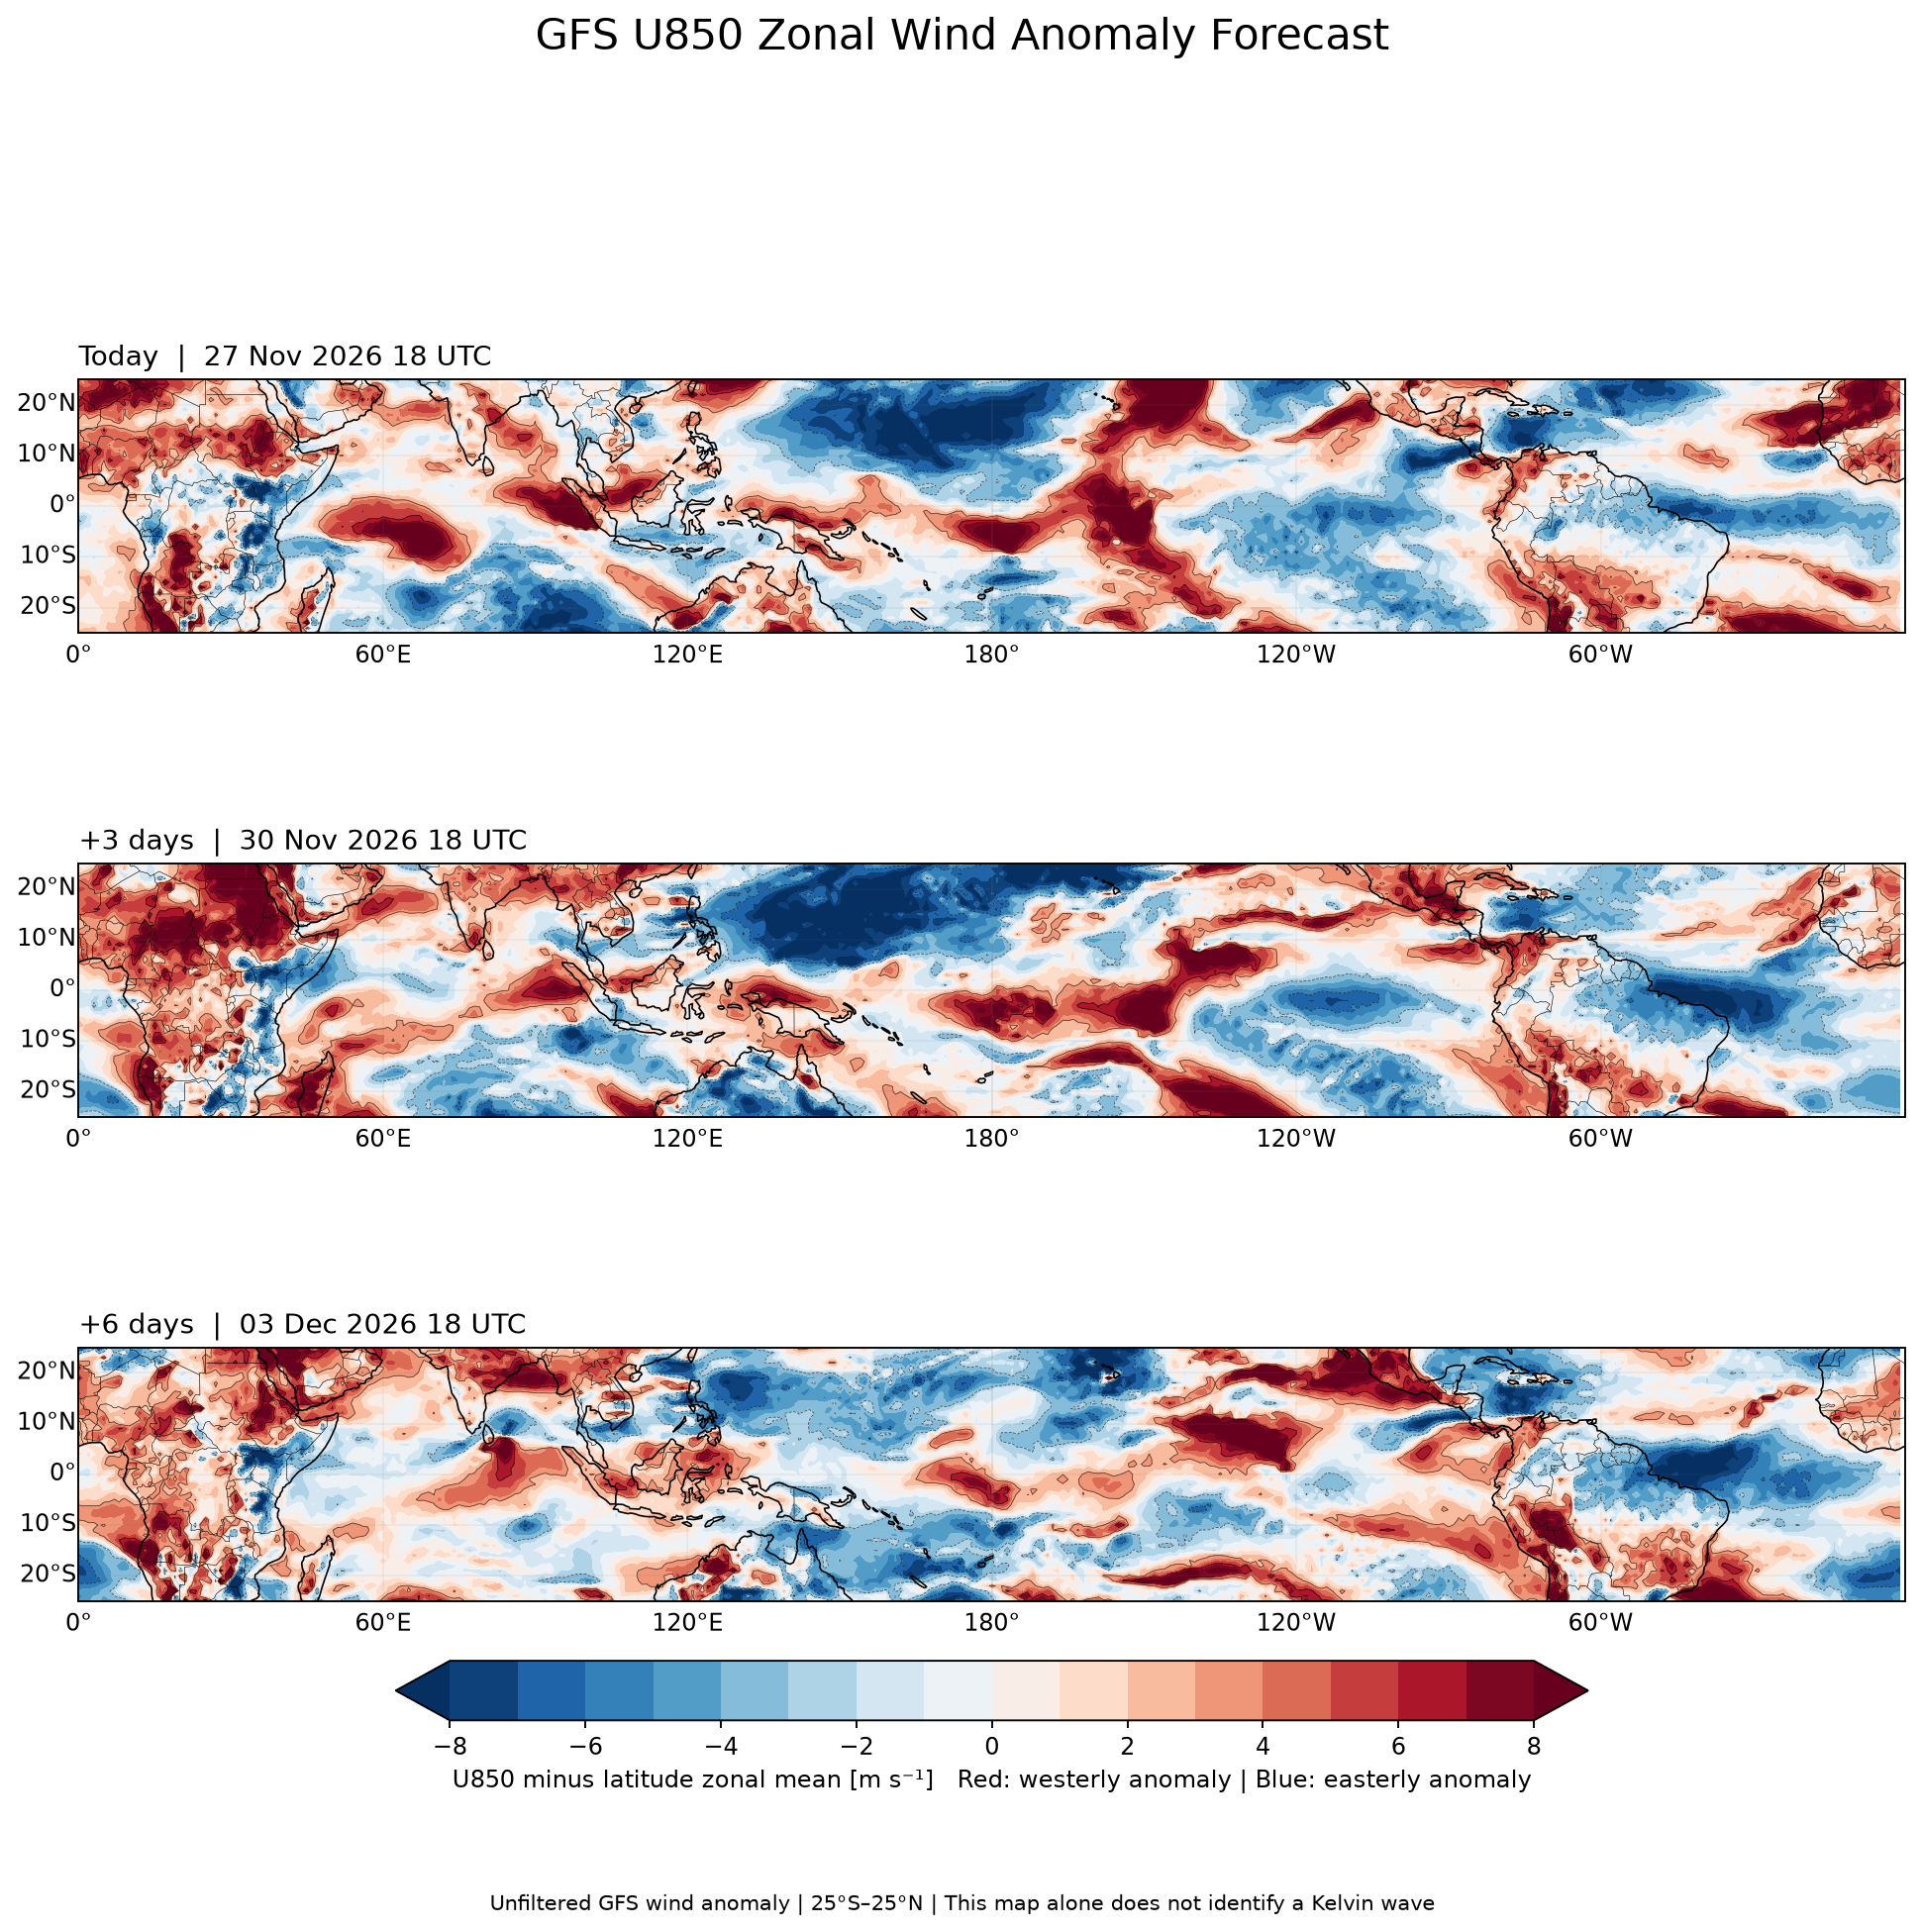 GFS U850 Zonal Wind Anomaly Forecast
Today | 27 Nov 2026 18 UTC
20°N
10°N
0°
10°S
20°S
0° 60°E 120°E 180° 120°W 60°W
+3 days | 30 Nov 2026 18 UTC
20°N
10°N
0°
10°S
20°S
0° 60°E 120°E 180° 120°W 60°W
+6 days | 03 Dec 2026 18 UTC
20°N
10°N
0°
10°S
20°S
0° 60°E 120°E 180° 120°W 60°W
−8 −6 −4 −2 0 2 4 6 8
U850 minus latitude zonal mean [m s⁻¹] Red: westerly anomaly | Blue: easterly anomaly
Unfiltered GFS wind anomaly | 25°S–25°N | This map alone does not identify a Kelvin wave